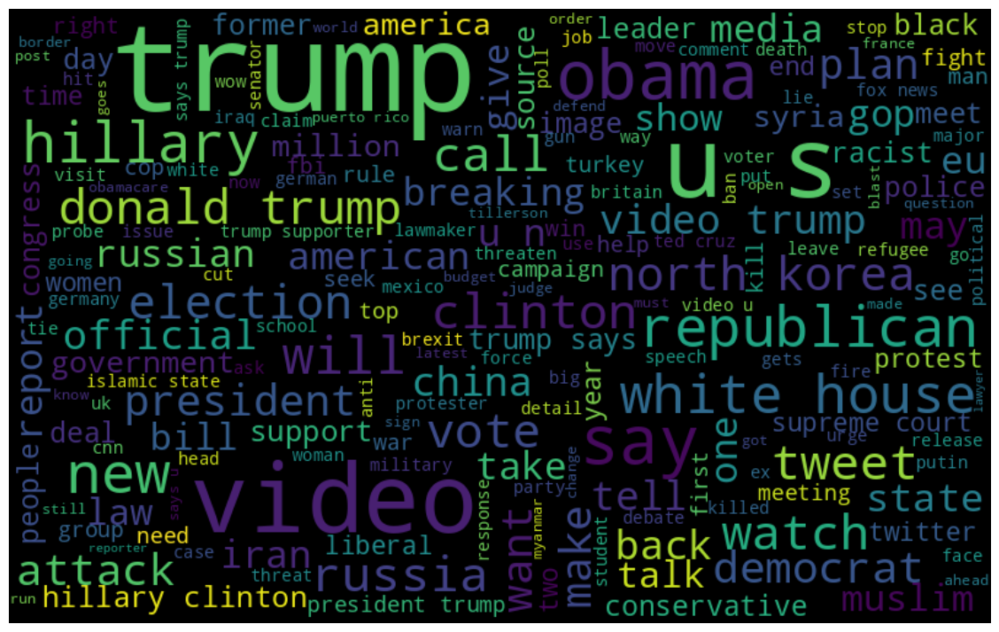 trump
u s
video
hillary
donald trump
obama
republican
white house
north korea
say
clinton
election
president
new
call
will
vote
tweet
watch
russia
democrat
attack
official
russian
american
breaking
video trump
show
gop
plan
media
leader
black
america
former
right
world
border
post
day
hit
time
goes
says trump
wow
senator
iraq
claim
puerto rico
give
source
poll
order
job
move
comment
death
stop
france
fight
end
man
fox news
lie
defend
image
warn
gun
way
syria
meet
major
racist
eu
million
fbi
cop
white
visit
german
rule
now
obamacare
turkey
voter
put
ban
open
britain
set
blast
police
question
may
congress
probe
issue
trump supporter
lawmaker
tillerson
u n
win
use
help
ted cruz
threaten
leave
refugee
go
political
going
women
germany
cut
seek
mexico
budget
campaign
judge
must
kill
video u
see
made
tie
school
top
brexit
latest
trump says
force
speech
gets
protest
government
ask
islamic state
know
uk
anti
china
protester
big
detail
year
fire
lawyer
people
report
deal
bill
support
war
sign
supreme court
urge
release
cnn
head
woman
military
take
party
change
one
got
ex
putin
says u
still
law
response
myanmar
tell
first
meeting
state
killed
debate
group
need
case
liberal
want
make
student
back
twitter
reporter
iran
threat
two
talk
face
ahead
run
hillary clinton
president trump
conservative
muslim